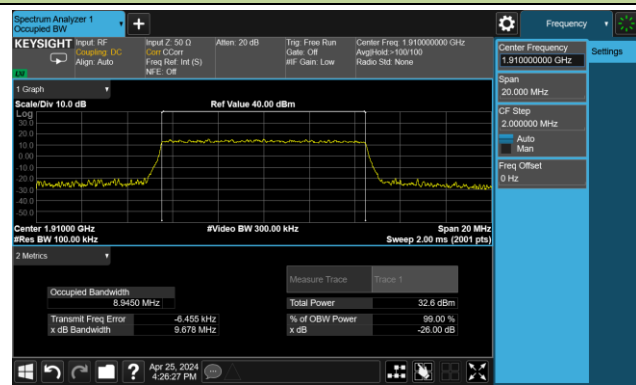 Spectrum Analyzer 1
Occupied BW
Frequency
KEYSIGHT
Input: RF
Coupling: DC
Align: Auto
Input Z: 50 Ω
Corr CCorr
Freq Ref: Int (S)
NFE: Off
Atten: 20 dB
Trig: Free Run
Gate: Off
#IF Gain: Low
Center Freq: 1.910000000 GHz
Avg|Hold:>100/100
Radio Std: None
LXI
1 Graph
Scale/Div 10.0 dB
Ref Value 40.00 dBm
Log
30.0
20.0
10.0
0.00
-10.0
-20.0
-30.0
-40.0
-50.0
Center 1.91000 GHz
#Video BW 300.00 kHz
Span 20 MHz
#Res BW 100.00 kHz
Sweep 2.00 ms (2001 pts)
2 Metrics
Measure Trace
Trace 1
Occupied Bandwidth
8.9450 MHz
Total Power
32.6 dBm
Transmit Freq Error
-6.455 kHz
% of OBW Power
99.00 %
x dB Bandwidth
9.678 MHz
x dB
-26.00 dB
Apr 25, 2024
4:26:27 PM
Center Frequency
1.910000000 GHz
Settings
Span
20.000 MHz
CF Step
2.000000 MHz
Auto
Man
Freq Offset
0 Hz